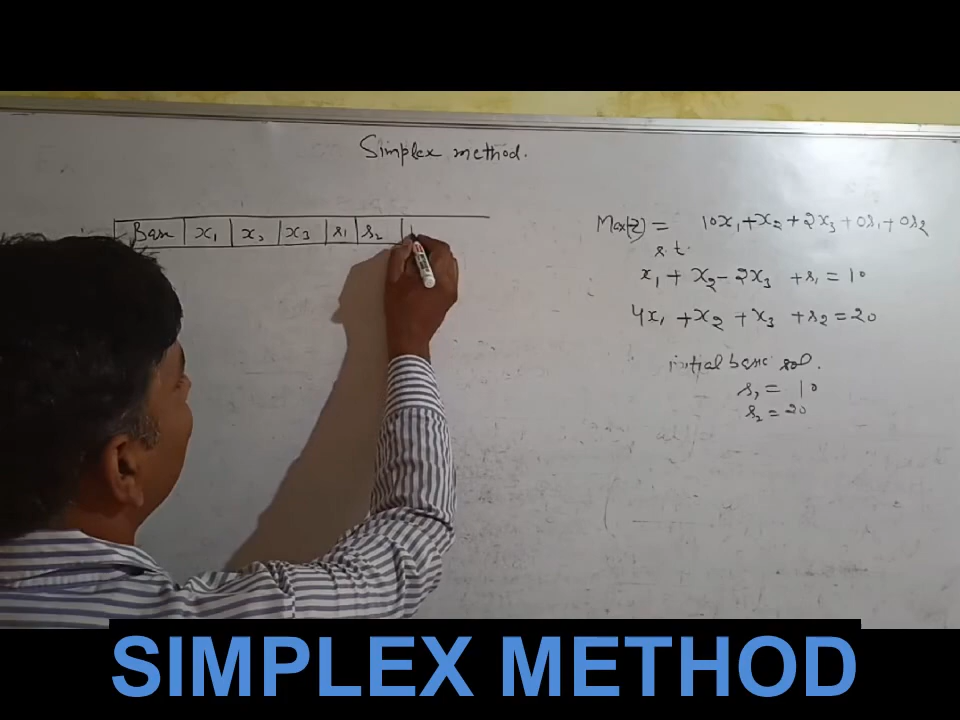 Simplex method.
Base x₁ x₂ x₃ s₁ s₂
Max(Z) = 10x₁ + x₂ + 2x₃ + 0s₁ + 0s₂
s.t.
x₁ + x₂ - 2x₃ + s₁ = 10
4x₁ + x₂ + x₃ + s₂ = 20
initial basic sol.
s₁ = 10
s₂ = 20
SIMPLEX METHOD